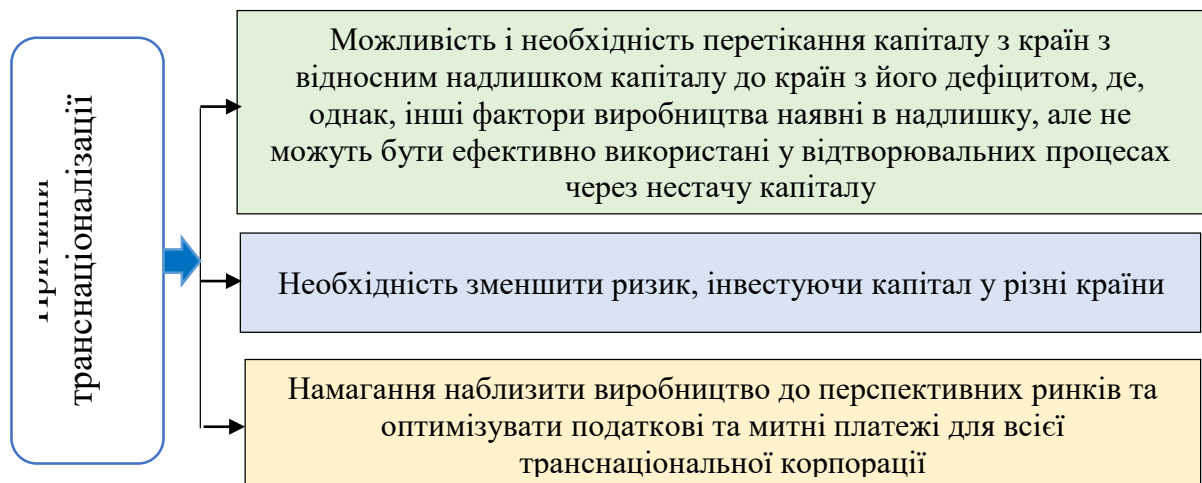 Причини
транснаціоналізації
Можливість і необхідність перетікання капіталу з країн з
відносним надлишком капіталу до країн з його дефіцитом, де,
однак, інші фактори виробництва наявні в надлишку, але не
можуть бути ефективно використані у відтворювальних процесах
через нестачу капіталу
Необхідність зменшити ризик, інвестуючи капітал у різні країни
Намагання наблизити виробництво до перспективних ринків та
оптимізувати податкові та митні платежі для всієї
транснаціональної корпорації